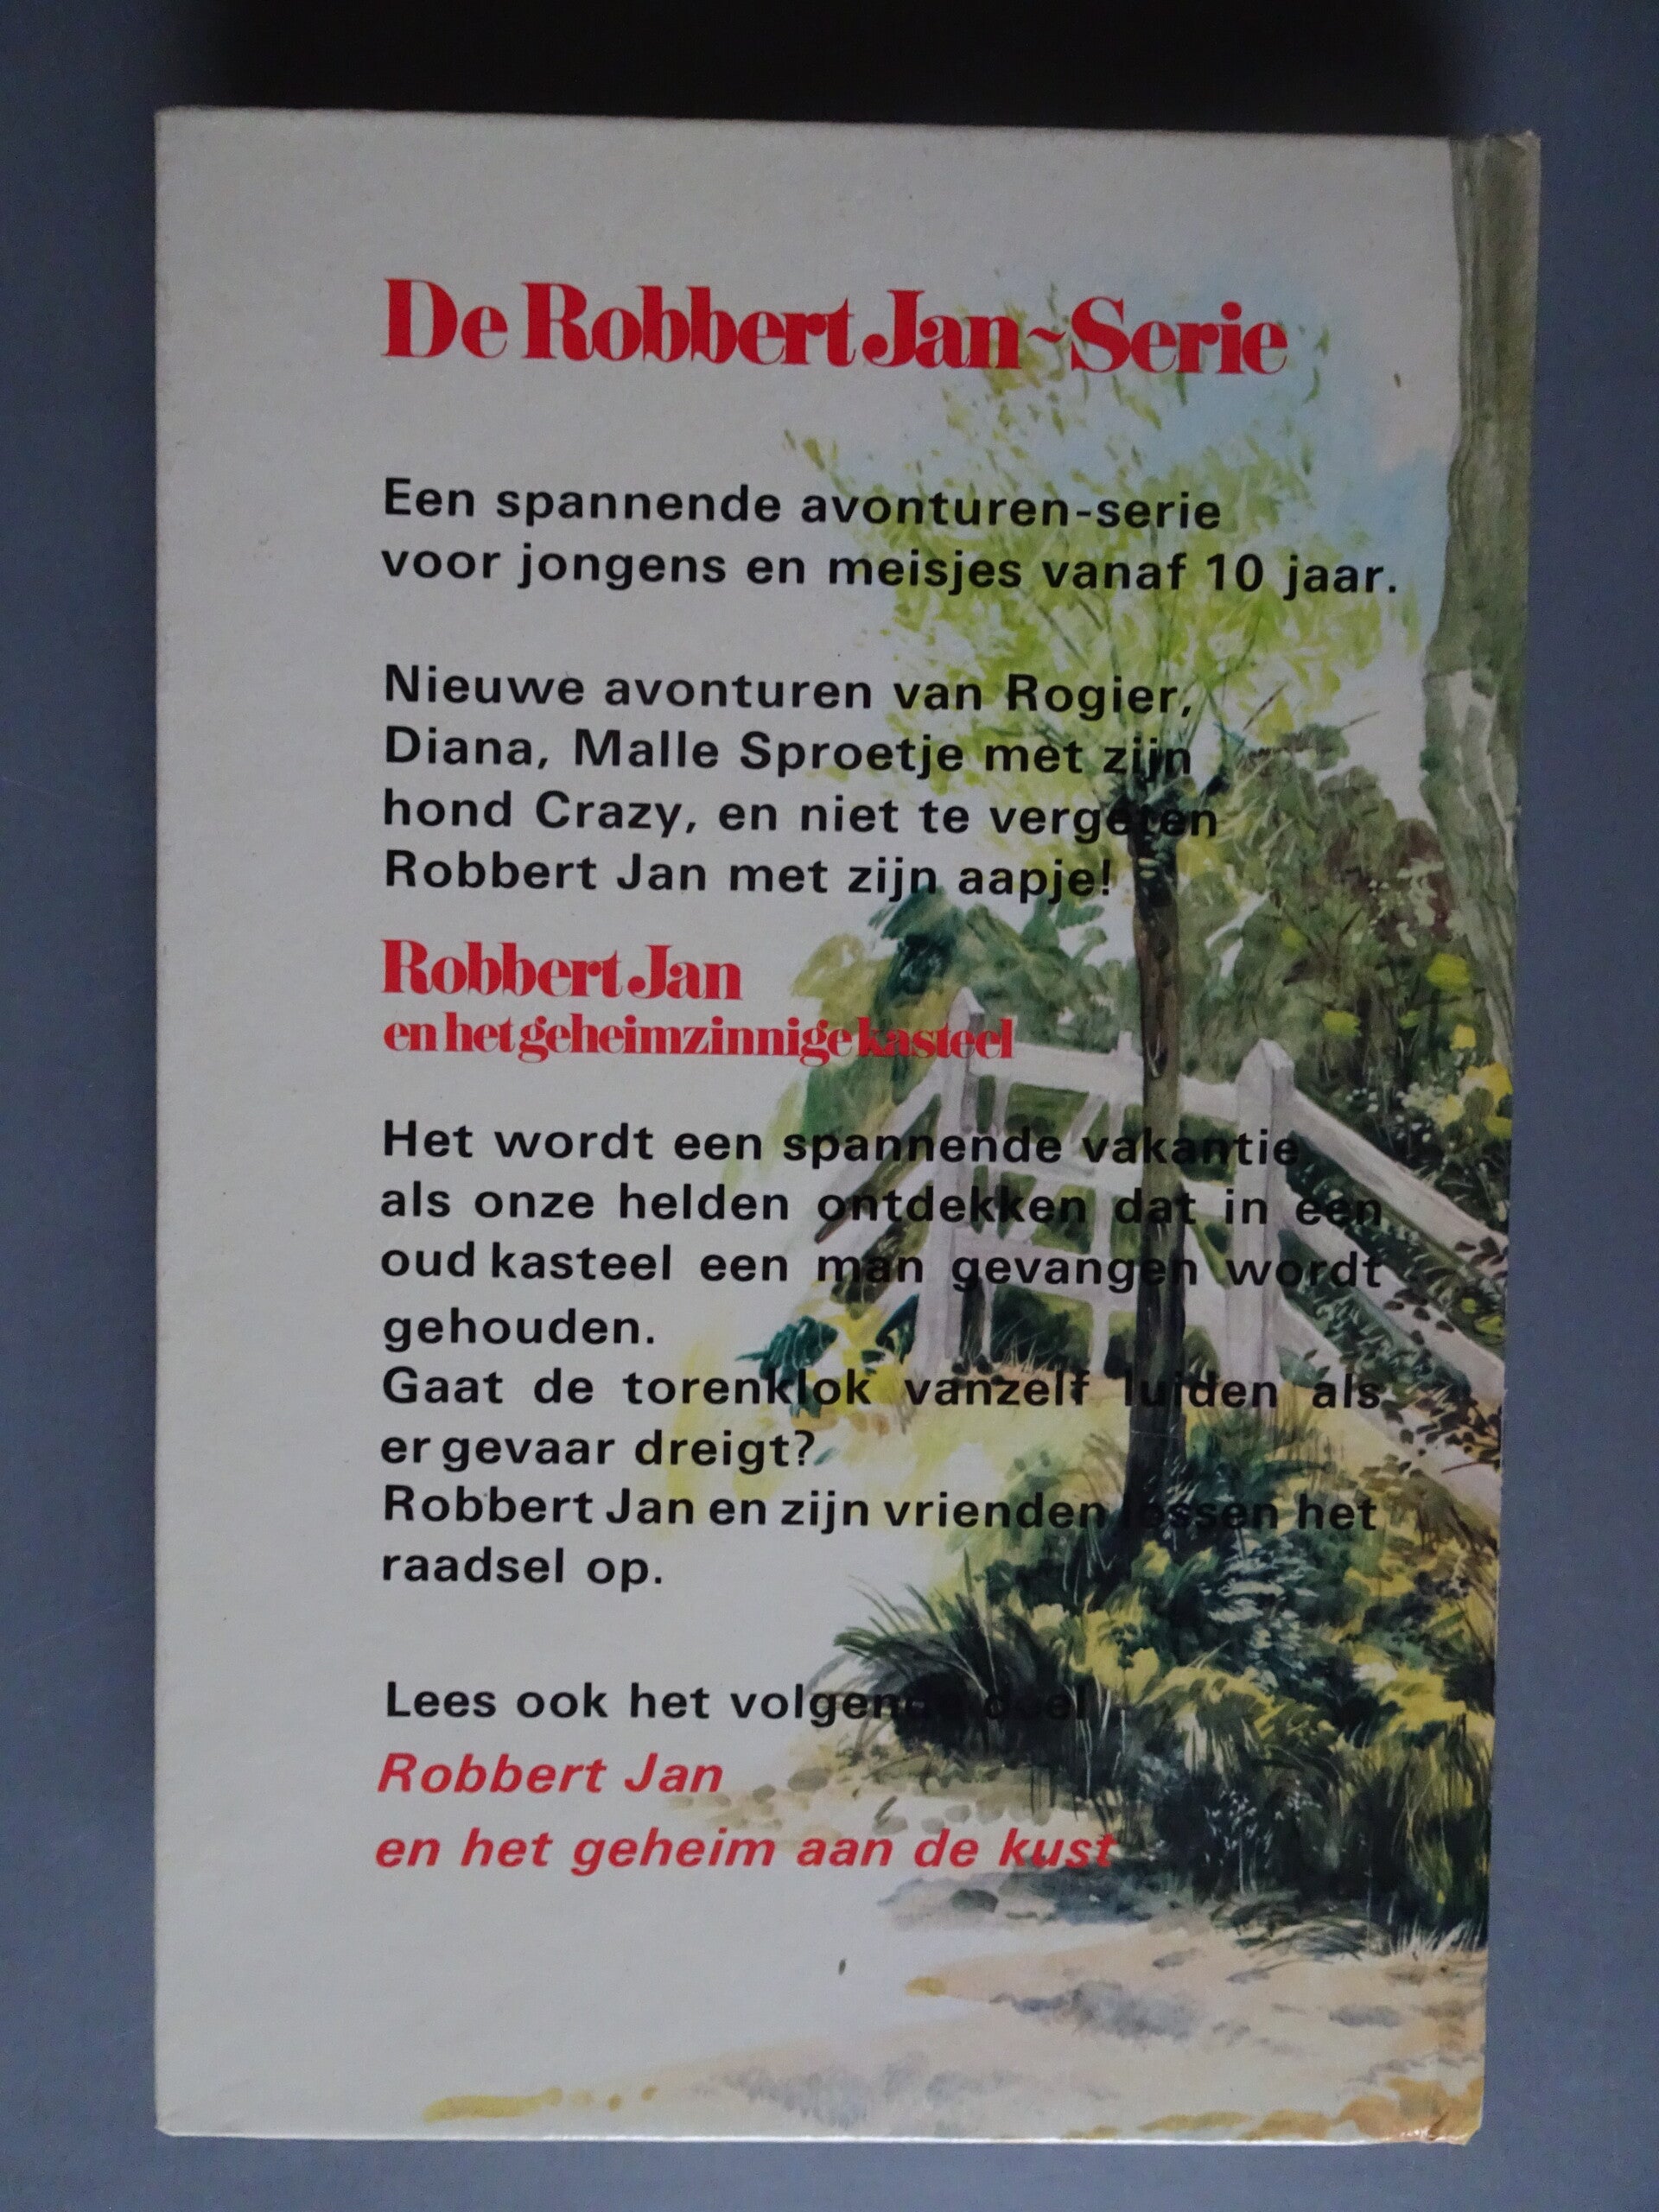 De Robbert Jan~Serie
Een spannende avonturen-serie
voor jongens en meisjes vanaf 10 jaar.
Nieuwe avonturen van Rogier,
Diana, Malle Sproetje met zijn
hond Crazy, en niet te vergeten
Robbert Jan met zijn aapje!
Robbert Jan
en het geheimzinnige kasteel
Het wordt een spannende vakantie
als onze helden ontdekken dat in een
oud kasteel een man gevangen wordt
gehouden.
Gaat de torenklok vanzelf luiden als
er gevaar dreigt?
Robbert Jan en zijn vrienden lossen het
raadsel op.
Lees ook het volgende deel
Robbert Jan
en het geheim aan de kust